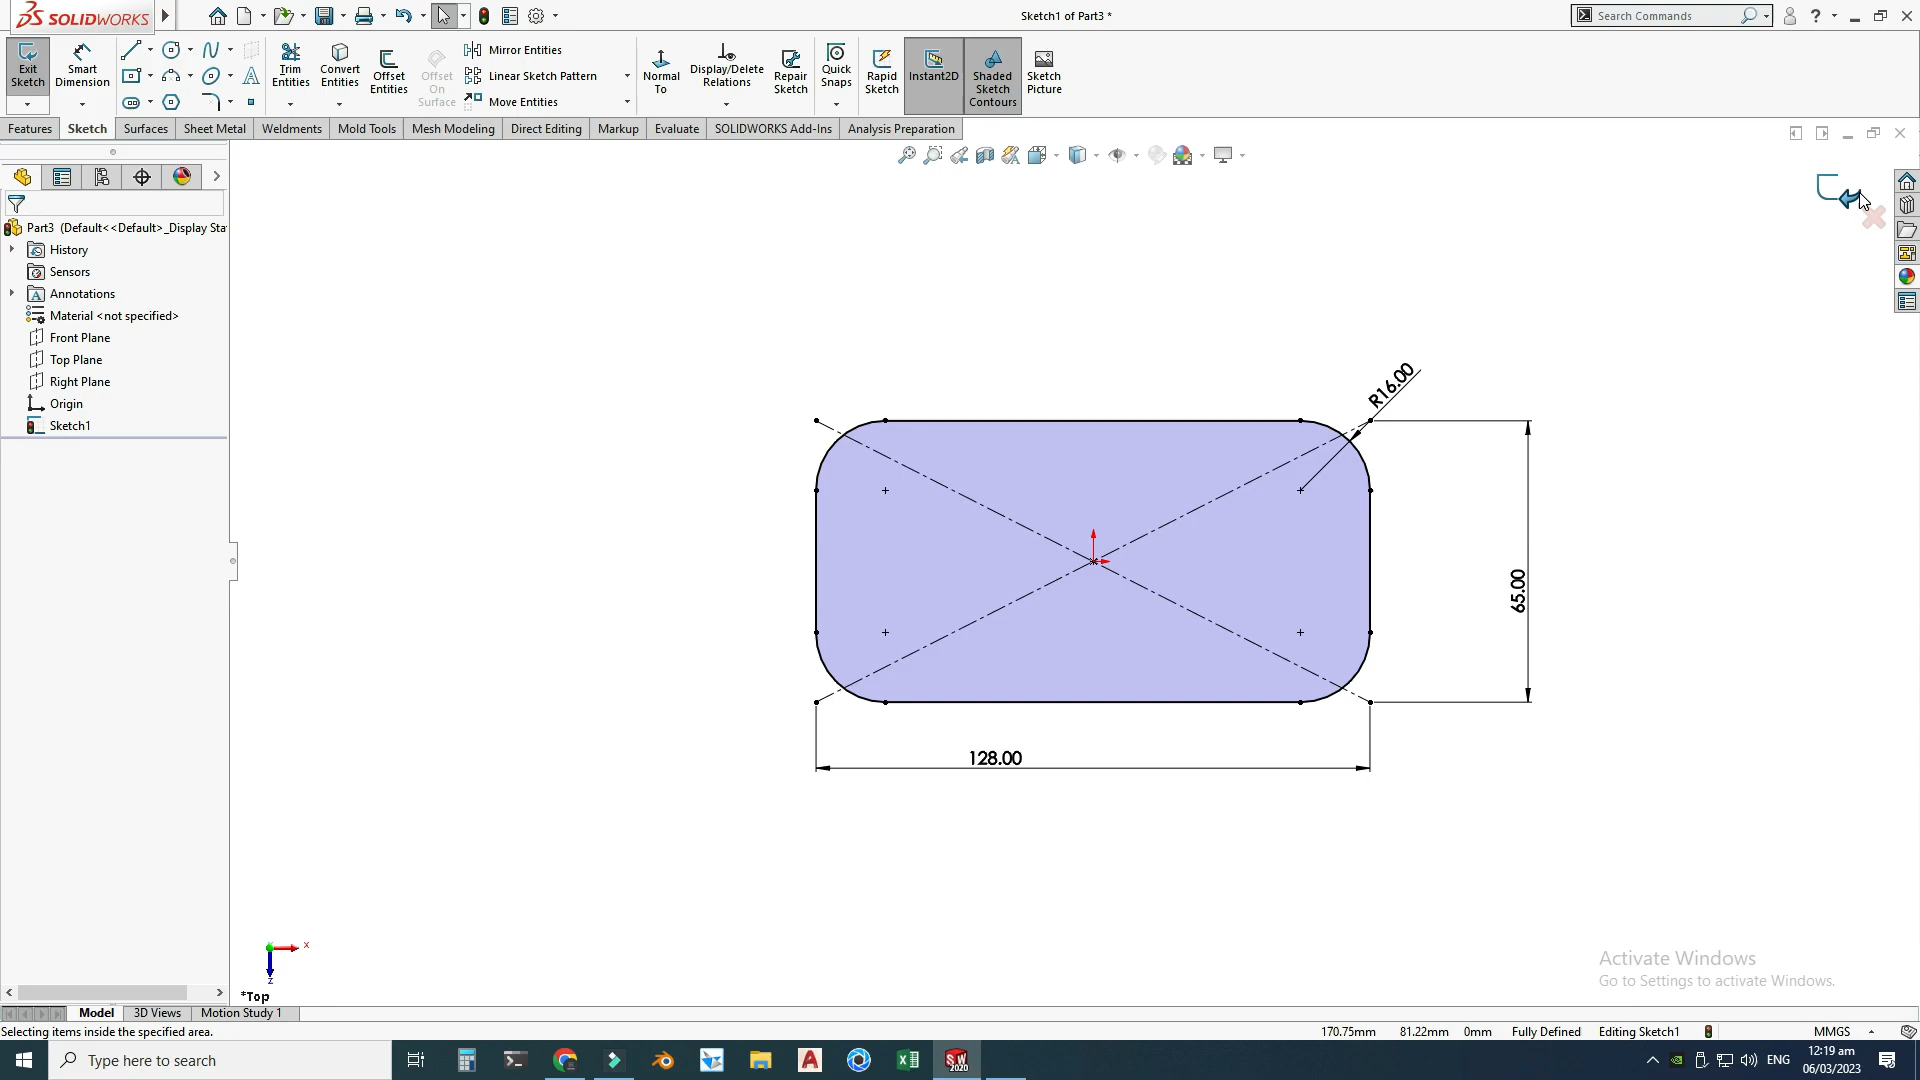 SOLIDWORKS
Sketch1 of Part3 *
Search Commands
Exit Sketch
Smart Dimension
Trim Entities
Convert Entities
Offset Entities
Offset On Surface
Mirror Entities
Linear Sketch Pattern
Move Entities
Normal To
Display/Delete Relations
Repair Sketch
Quick Snaps
Rapid Sketch
Instant2D
Shaded Sketch Contours
Sketch Picture
Features Sketch Surfaces Sheet Metal Weldments Mold Tools Mesh Modeling Direct Editing Markup Evaluate SOLIDWORKS Add-Ins Analysis Preparation
Part3 (Default<<Default>_Display Sta
History
Sensors
Annotations
Material <not specified>
Front Plane
Top Plane
Right Plane
Origin
Sketch1
R16.00
65.00
128.00
x
z
*Top
Activate Windows
Go to Settings to activate Windows.
Model 3D Views Motion Study 1
Selecting items inside the specified area.
170.75mm 81.22mm 0mm Fully Defined Editing Sketch1 MMGS
Type here to search
SW
2020
ENG
12:19 am
06/03/2023